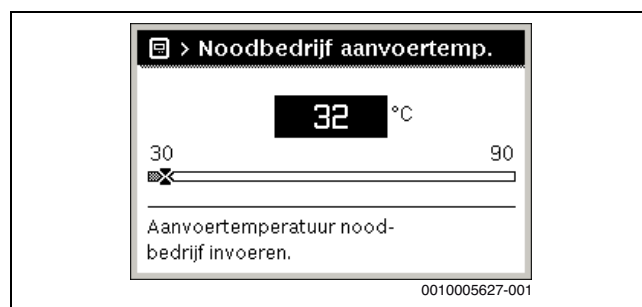 > Noodbedrijf aanvoertemp.
32 °C
30 90
Aanvoertemperatuur nood-
bedrijf invoeren.
0010005627-001